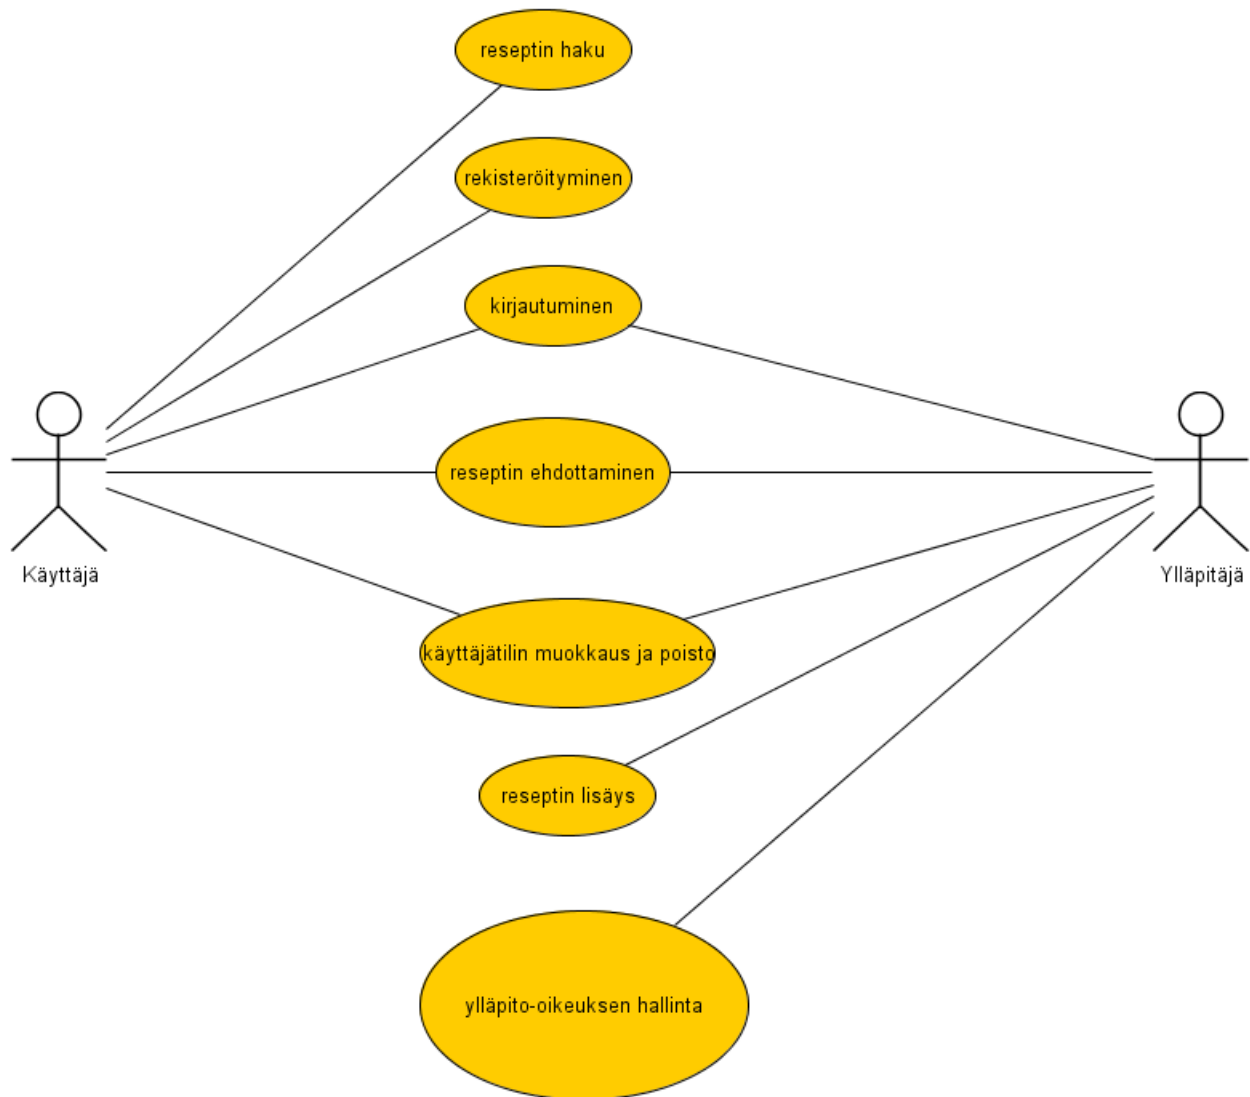 reseptin haku
rekisteröityminen
kirjautuminen
reseptin ehdottaminen
Käyttäjä
Ylläpitäjä
käyttäjätilin muokkaus ja poisto
reseptin lisäys
ylläpito-oikeuksen hallinta